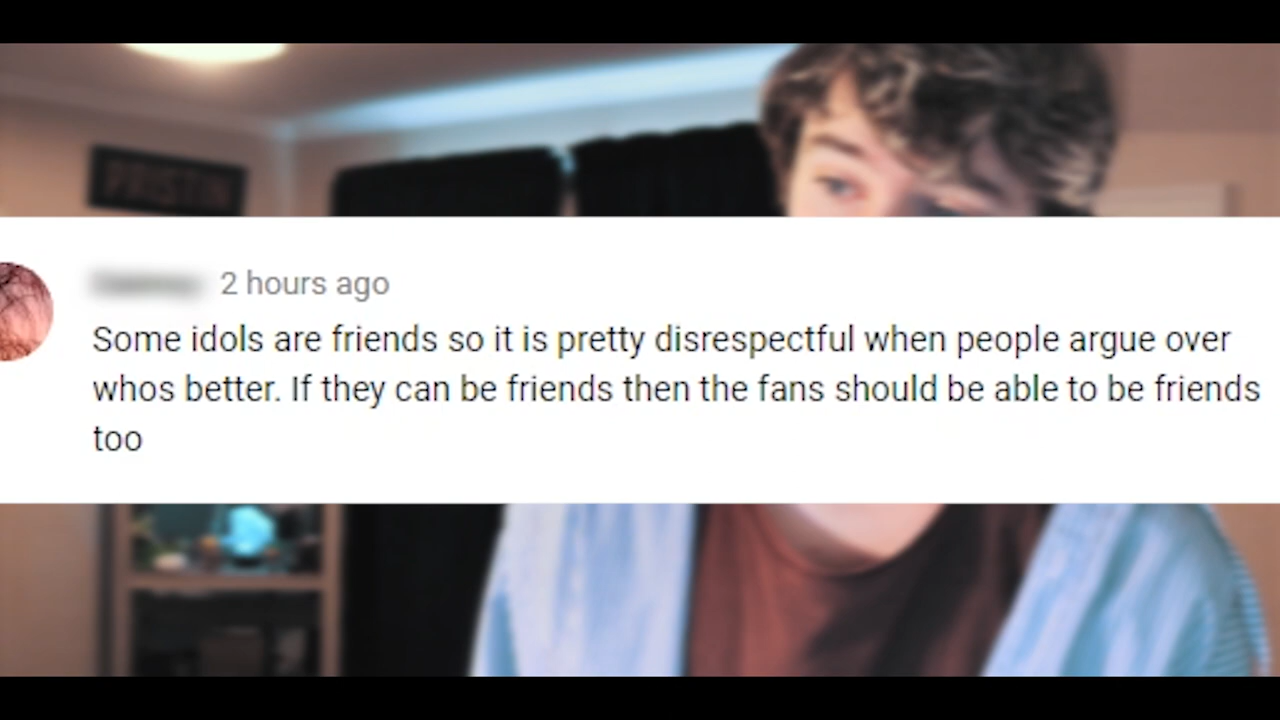 PRISTIN
2 hours ago
Some idols are friends so it is pretty disrespectful when people argue over
whos better. If they can be friends then the fans should be able to be friends
too